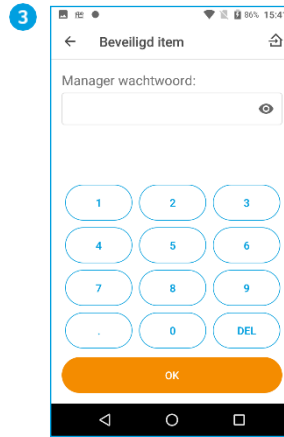 3
86% 15:4
Beveiligd item
Manager wachtwoord:
1 2 3
4 5 6
7 8 9
. 0 DEL
OK